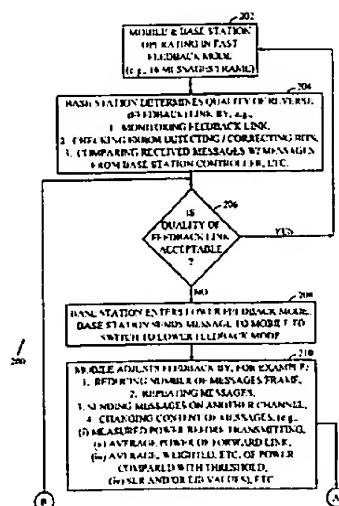 202
MOBILE & BASE STATION
OPERATING IN FAST
FEEDBACK MODE
(e.g., 16 MESSAGES/FRAME)
204
BASE STATION DETERMINES QUALITY OF REVERSE
(FEEDBACK) LINK BY, e.g.,
1. MONITORING FEEDBACK LINK,
2. CHECKING ERROR DETECTING / CORRECTING BITS,
3. COMPARING RECEIVED MESSAGES W/ MESSAGES
FROM BASE STATION CONTROLLER, ETC.
206
IS
QUALITY OF
FEEDBACK LINK
ACCEPTABLE
?
YES
NO
208
BASE STATION ENTERS LOWER FEEDBACK MODE.
BASE STATION SENDS MESSAGE TO MOBILE TO
SWITCH TO LOWER FEEDBACK MODE
200
210
MOBILE ADJUSTS FEEDBACK BY, FOR EXAMPLE:
1. REDUCING NUMBER OF MESSAGES/FRAME,
2. REPEATING MESSAGES,
3. SENDING MESSAGES ON ANOTHER CHANNEL,
4. CHANGING CONTENT OF MESSAGES, (e.g.,
(i) MEASURED POWER BEFORE TRANSMITTING,
(ii) AVERAGE POWER OF FORWARD LINK,
(iii) AVERAGE, WEIGHTED, ETC. OF POWER
COMPARED WITH THRESHOLD,
(iv) SER AND/OR EIB VALUES), ETC
B
A